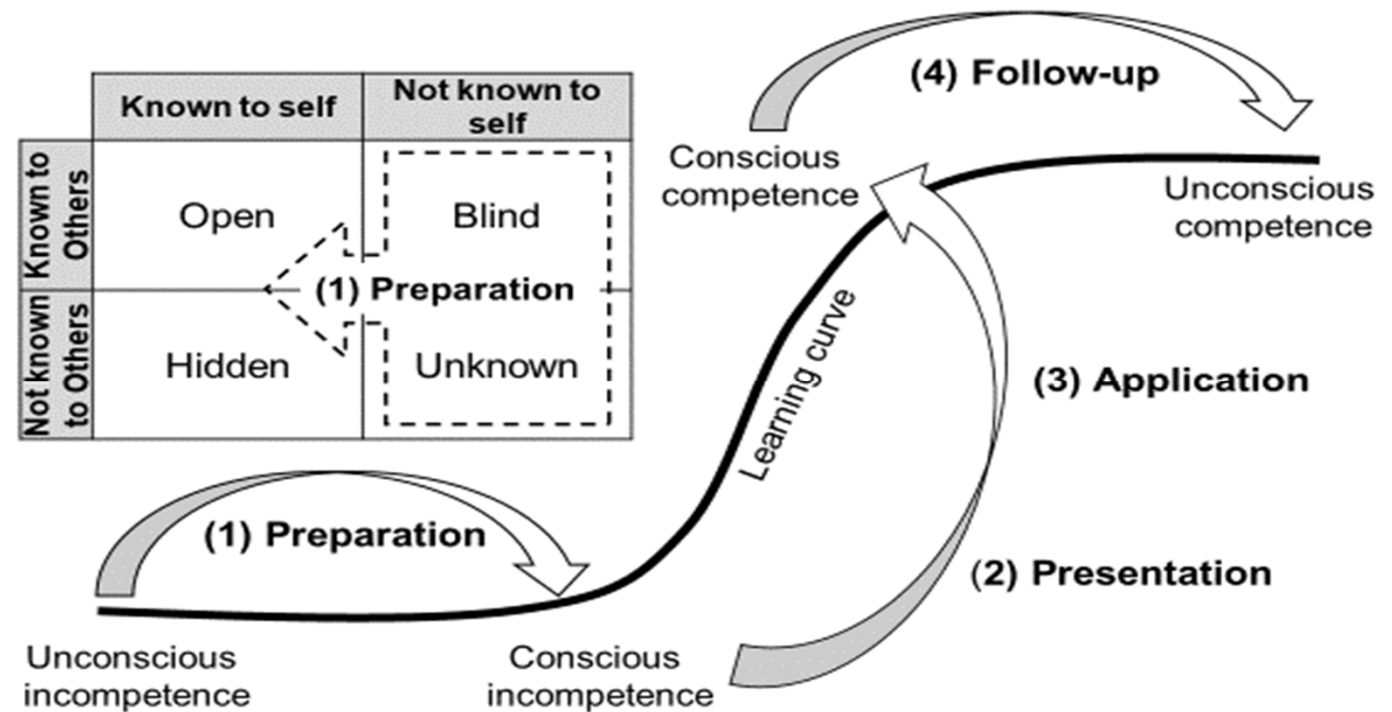 Known to self
Not known to
self
Known to
Others
Open
Blind
(1) Preparation
Not known
to Others
Hidden
Unknown
(4) Follow-up
Conscious
competence
Unconscious
competence
Learning curve
(3) Application
(1) Preparation
(2) Presentation
Unconscious
incompetence
Conscious
incompetence